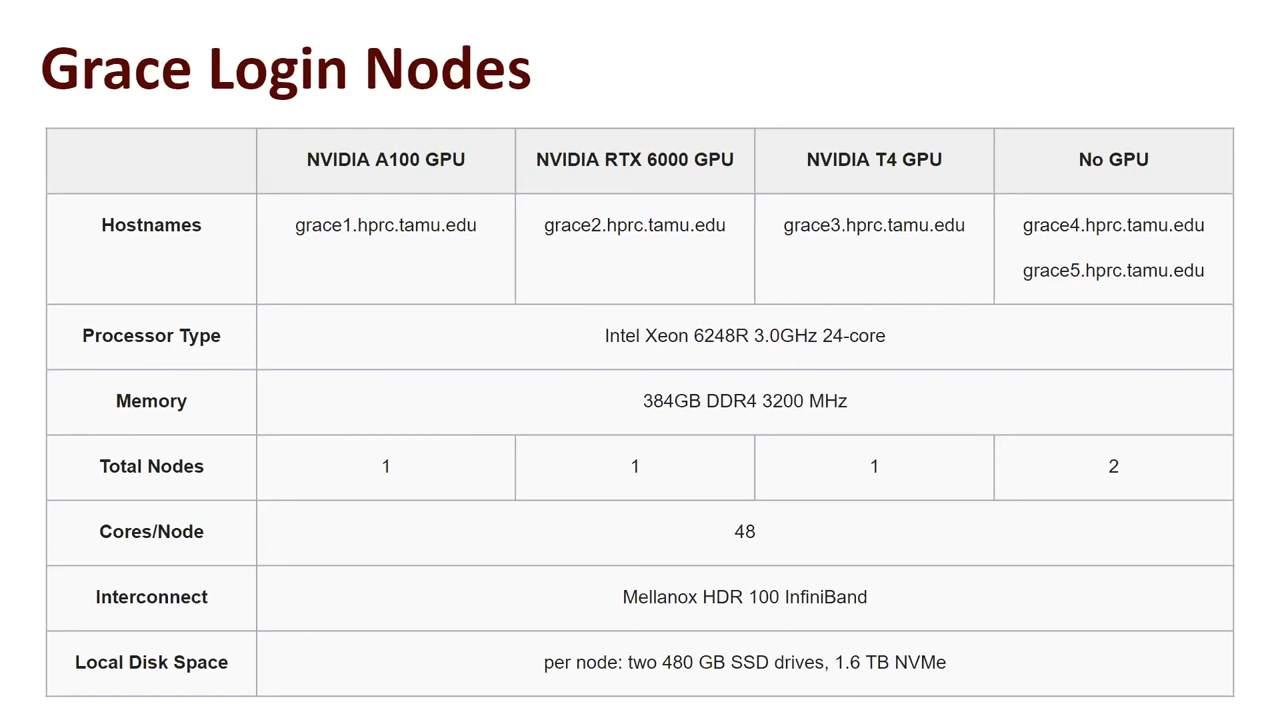 Grace Login Nodes
NVIDIA A100 GPU NVIDIA RTX 6000 GPU NVIDIA T4 GPU No GPU
Hostnames grace1.hprc.tamu.edu grace2.hprc.tamu.edu grace3.hprc.tamu.edu grace4.hprc.tamu.edu
grace5.hprc.tamu.edu
Processor Type Intel Xeon 6248R 3.0GHz 24-core
Memory 384GB DDR4 3200 MHz
Total Nodes 1 1 1 2
Cores/Node 48
Interconnect Mellanox HDR 100 InfiniBand
Local Disk Space per node: two 480 GB SSD drives, 1.6 TB NVMe